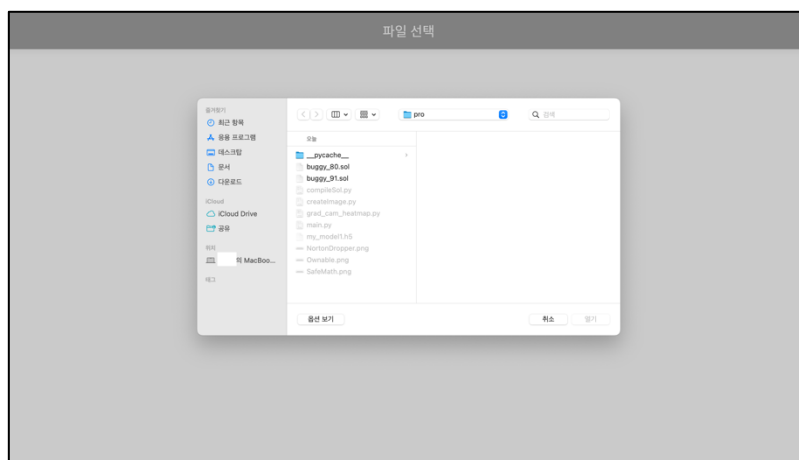 파일 선택
즐겨찾기
최근 항목
응용 프로그램
데스크탑
문서
다운로드
iCloud
iCloud Drive
공유
위치
의 MacBoo...
태그
pro
검색
오늘
__pycache__
buggy_80.sol
buggy_91.sol
compileSol.py
createImage.py
grad_cam_heatmap.py
main.py
my_model1.h5
NortonDropper.png
Ownable.png
SafeMath.png
옵션 보기
취소
열기